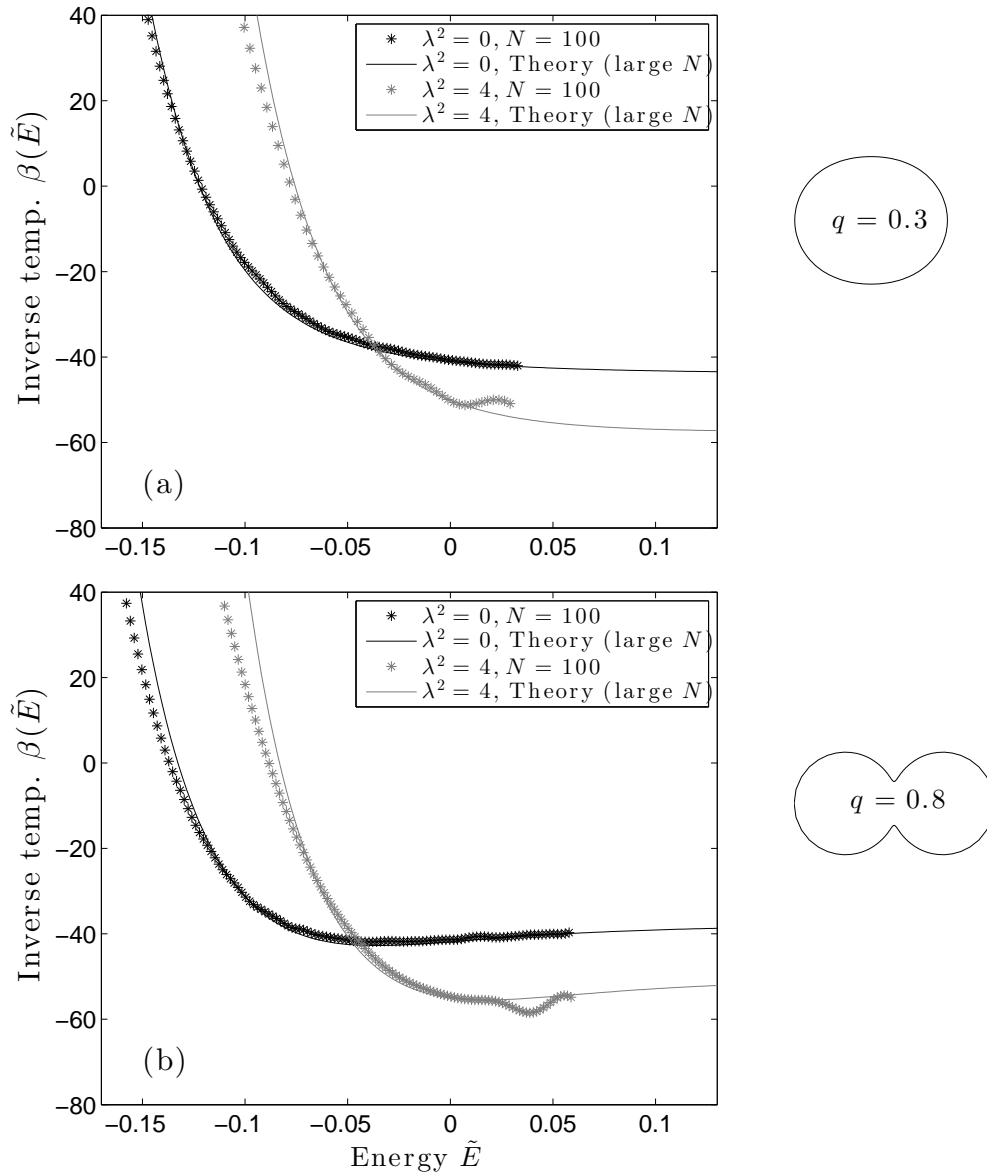 40
20
0
−20
−40
−60
−80
Inverse temp. β(Ẽ)
λ² = 0, N = 100
λ² = 0, Theory (large N)
λ² = 4, N = 100
λ² = 4, Theory (large N)
(a)
−0.15 −0.1 −0.05 0 0.05 0.1
q = 0.3
40
20
0
−20
−40
−60
−80
Inverse temp. β(Ẽ)
λ² = 0, N = 100
λ² = 0, Theory (large N)
λ² = 4, N = 100
λ² = 4, Theory (large N)
(b)
−0.15 −0.1 −0.05 0 0.05 0.1
Energy Ẽ
q = 0.8